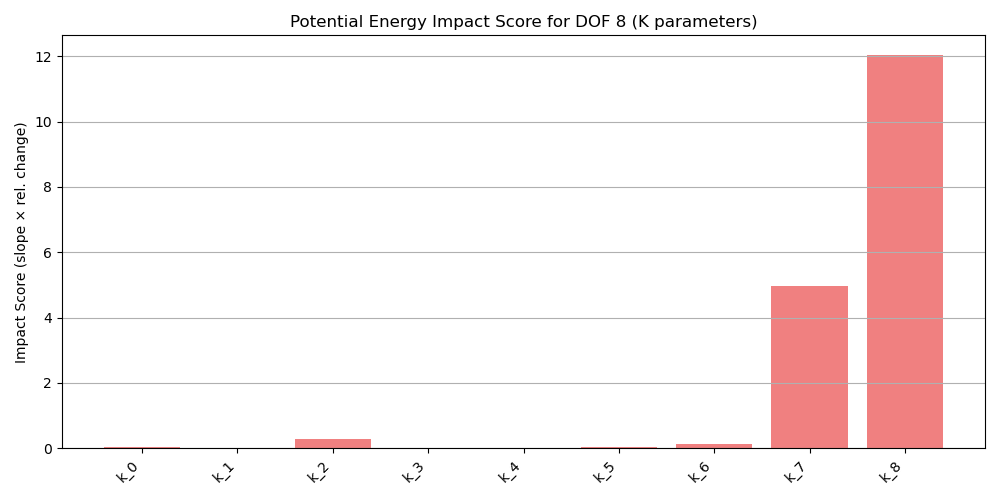 Potential Energy Impact Score for DOF 8 (K parameters)
Impact Score (slope × rel. change)
12
10
8
6
4
2
0
k_0
k_1
k_2
k_3
k_4
k_5
k_6
k_7
k_8